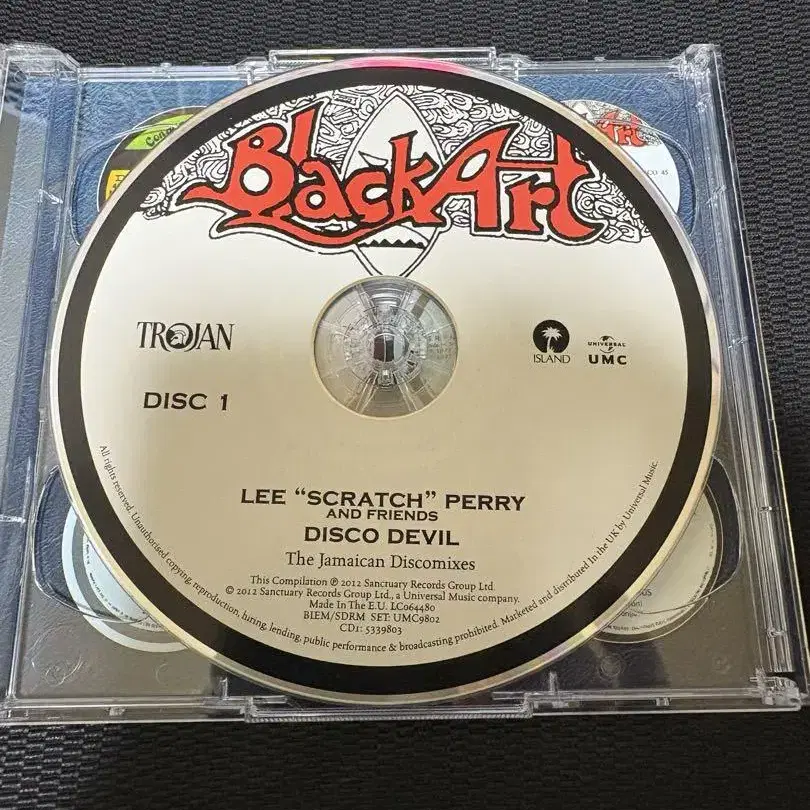 Black Art
TROJAN
ISLAND
UNIVERSAL
UMC
DISC 1
LEE “SCRATCH” PERRY
AND FRIENDS
DISCO DEVIL
The Jamaican Discomixes
This Compilation ℗ 2012 Sanctuary Records Group Ltd.
© 2012 Sanctuary Records Group Ltd., a Universal Music company.
Made In The E.U. LC06448O
BIEM/SDRM SET: UMC9802
CD1: 5339803
All rights reserved. Unauthorised copying, reproduction, hiring, lending, public performance & broadcasting prohibited. Marketed and distributed in the UK by Universal Music.